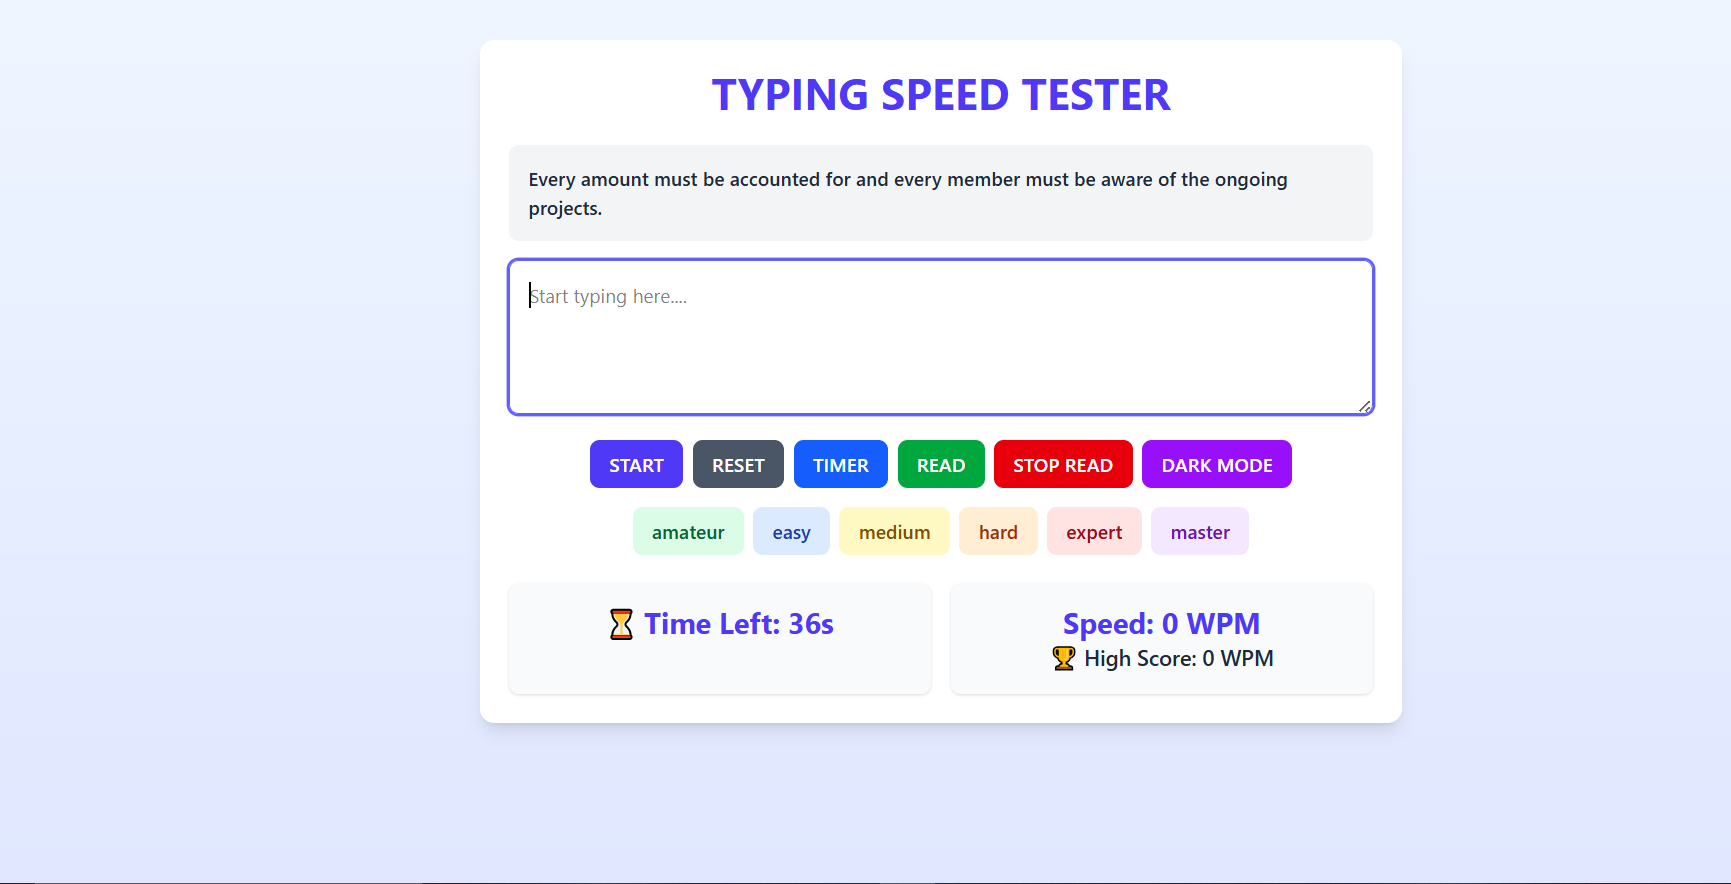 TYPING SPEED TESTER
Every amount must be accounted for and every member must be aware of the ongoing
projects.
Start typing here....
START RESET TIMER READ STOP READ DARK MODE
amateur easy medium hard expert master
⏳ Time Left: 36s
Speed: 0 WPM
🏆 High Score: 0 WPM